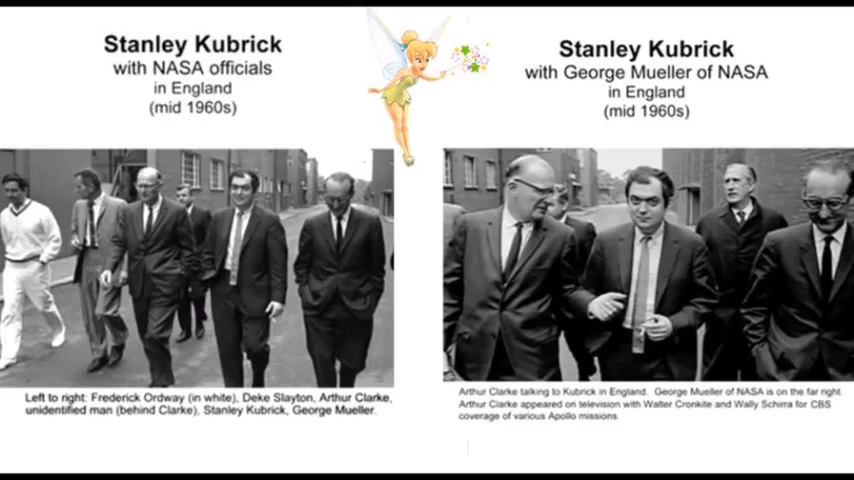 Stanley Kubrick
with NASA officials
in England
(mid 1960s)
Left to right: Frederick Ordway (in white), Deke Slayton, Arthur Clarke,
unidentified man (behind Clarke), Stanley Kubrick, George Mueller.
Stanley Kubrick
with George Mueller of NASA
in England
(mid 1960s)
Arthur Clarke talking to Kubrick in England. George Mueller of NASA is on the far right.
Arthur Clarke appeared on television with Walter Cronkite and Wally Schirra for CBS
coverage of various Apollo missions.